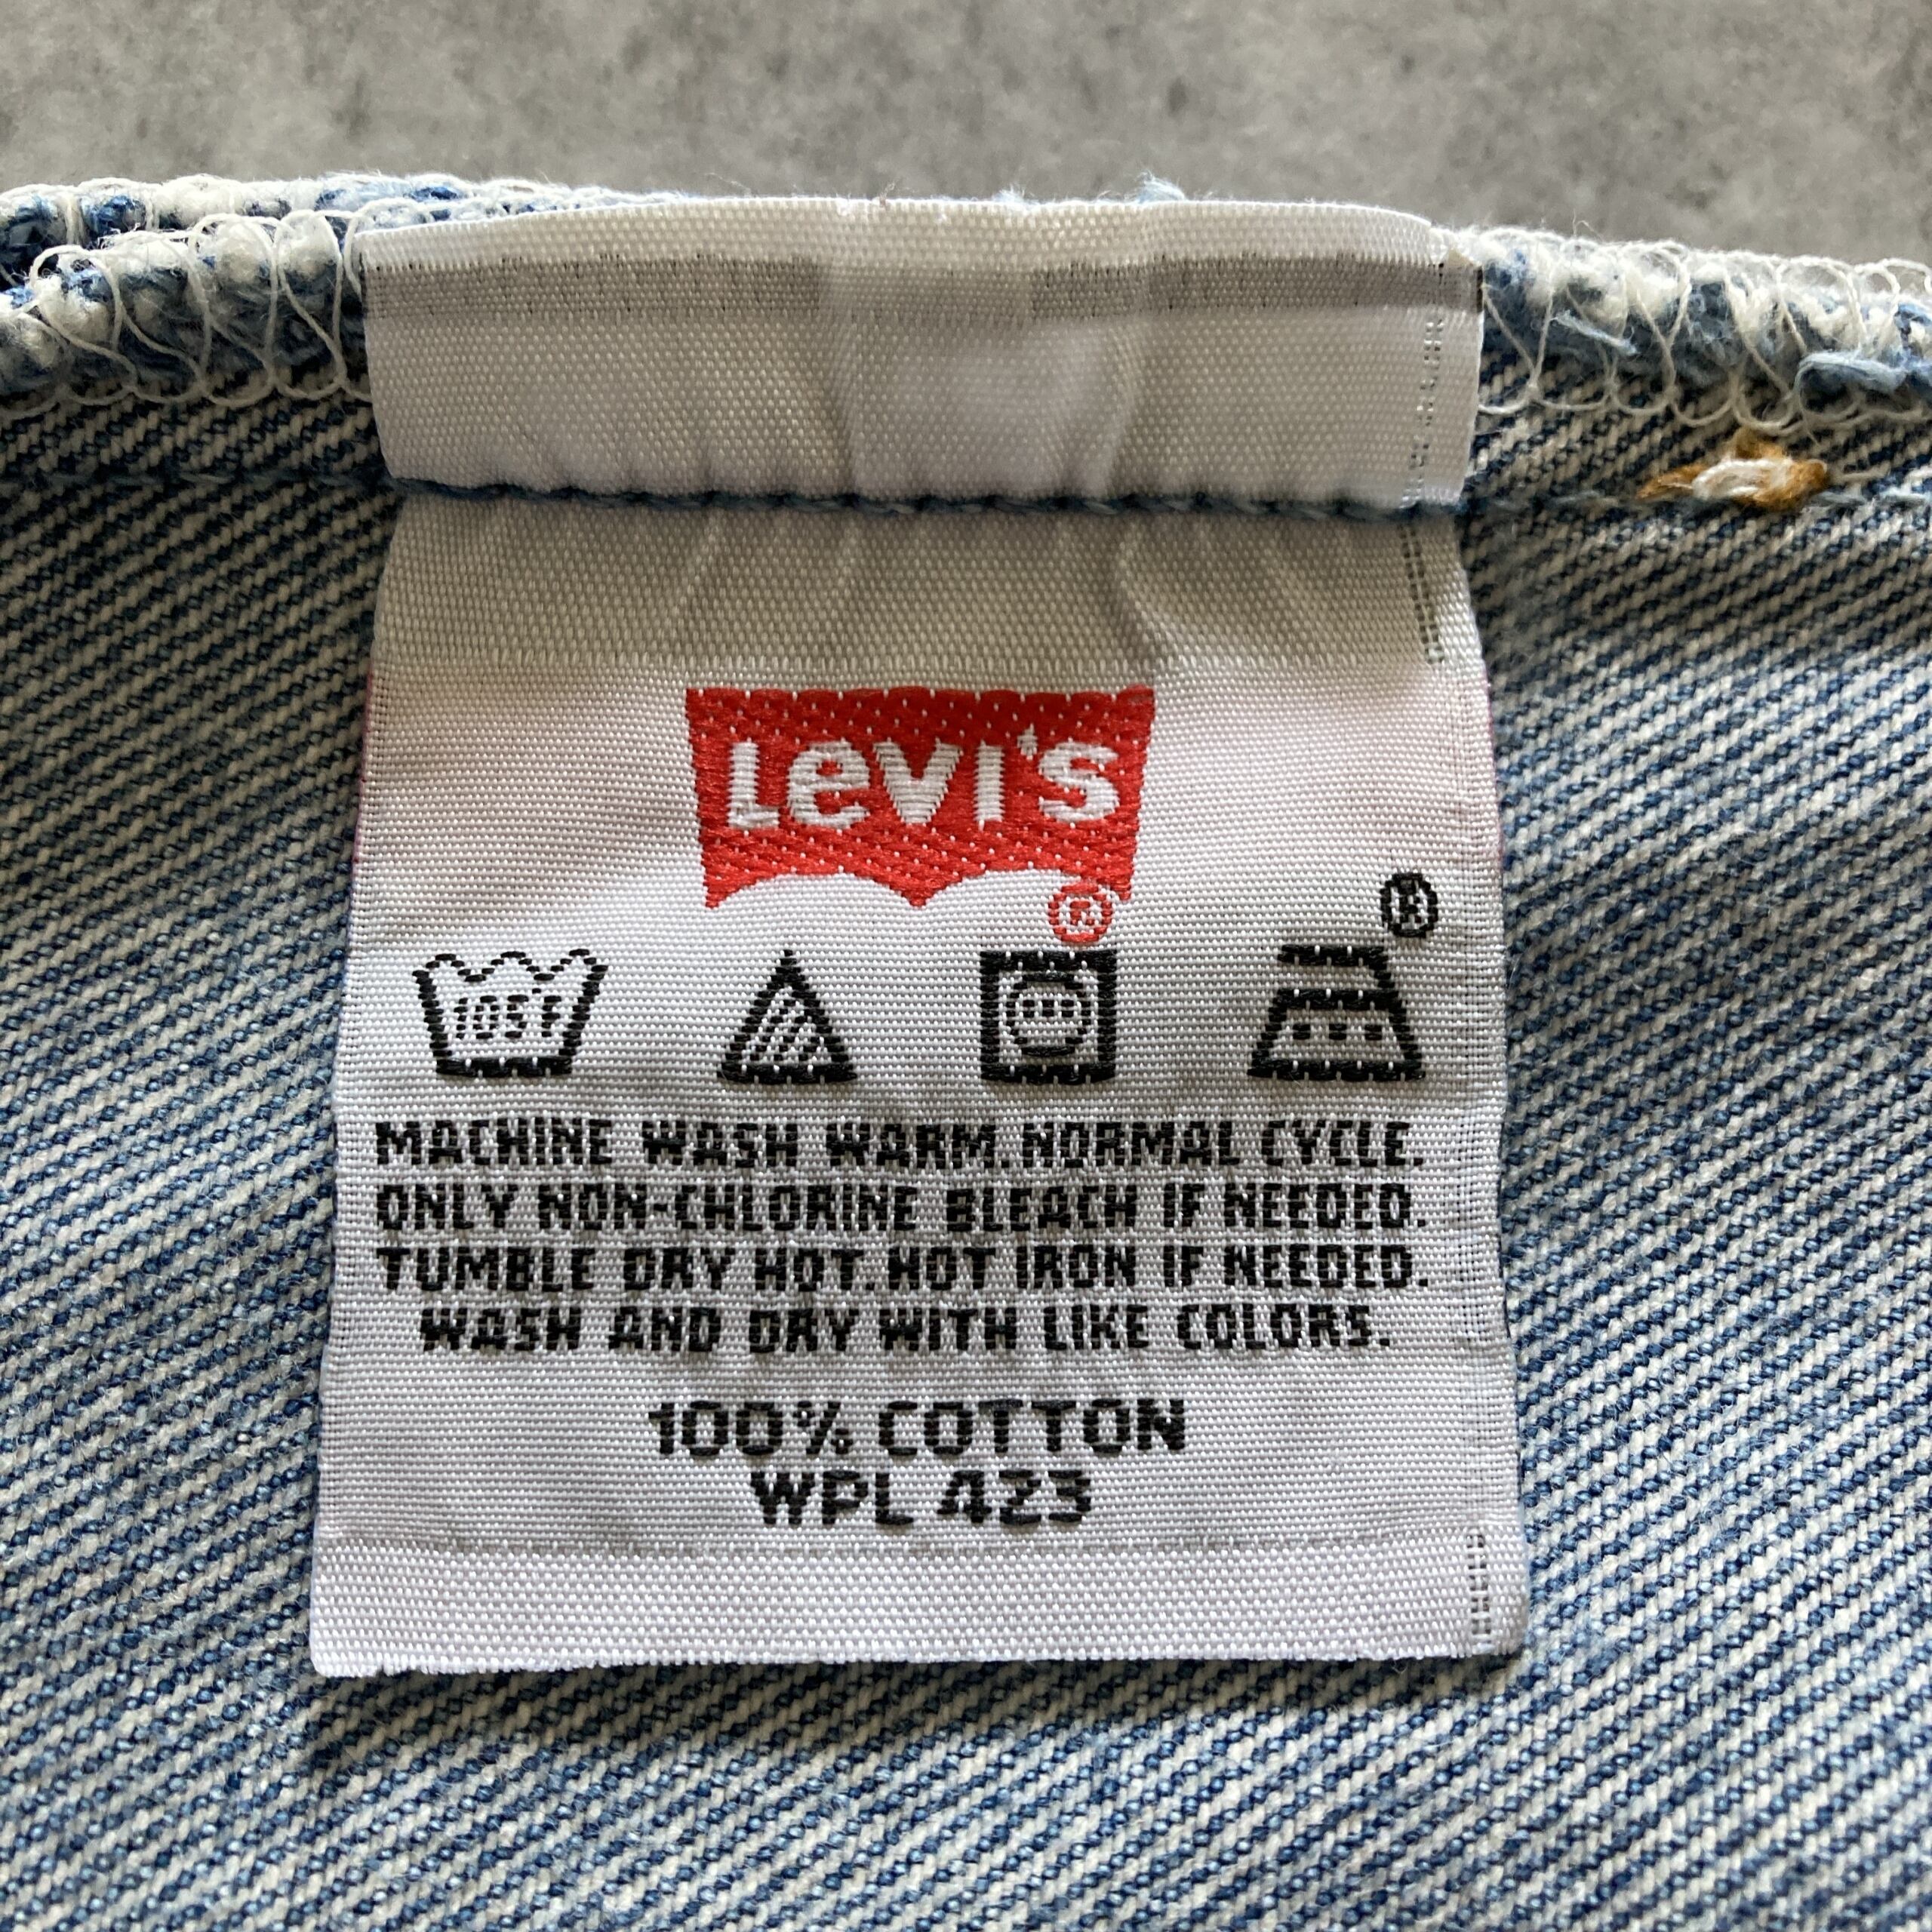 Levi's
®
®
105°F
MACHINE WASH WARM. NORMAL CYCLE.
ONLY NON-CHLORINE BLEACH IF NEEDED.
TUMBLE DRY HOT. HOT IRON IF NEEDED.
WASH AND DRY WITH LIKE COLORS.
100% COTTON
WPL 423